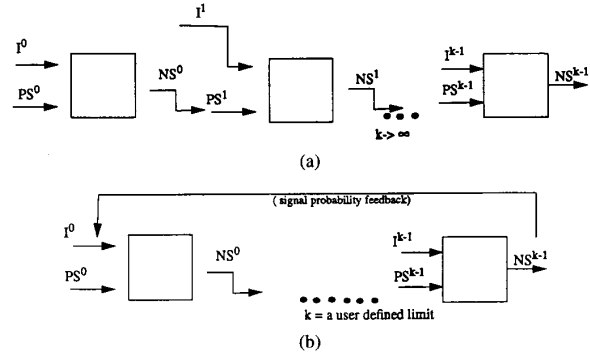 I^1
I^0
I^{k-1}
NS^0
NS^1
NS^{k-1}
PS^0
PS^1
PS^{k-1}
k-> ∞
(a)
( signal probability feedback)
I^0
I^{k-1}
NS^0
NS^{k-1}
PS^0
PS^{k-1}
k = a user defined limit
(b)